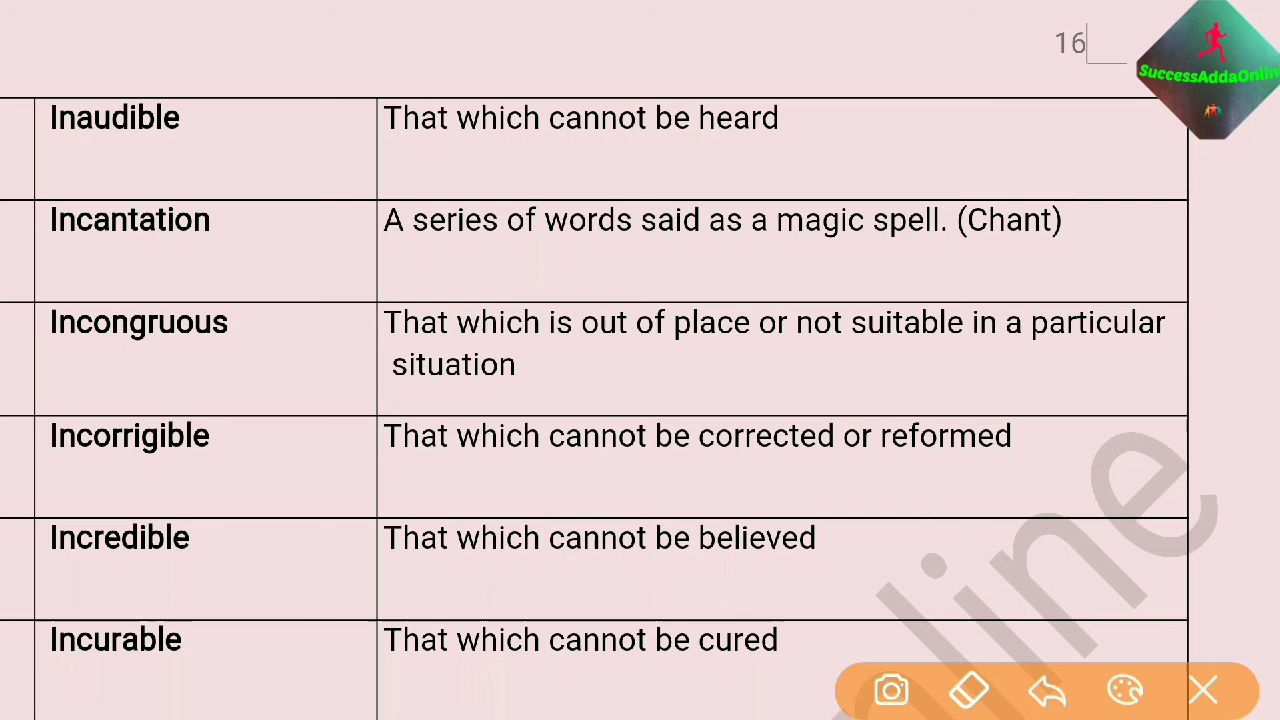 16
SuccessAddaOnlin
Inaudible That which cannot be heard
Incantation A series of words said as a magic spell. (Chant)
Incongruous That which is out of place or not suitable in a particular
situation
Incorrigible That which cannot be corrected or reformed
Incredible That which cannot be believed
Incurable That which cannot be cured
nline